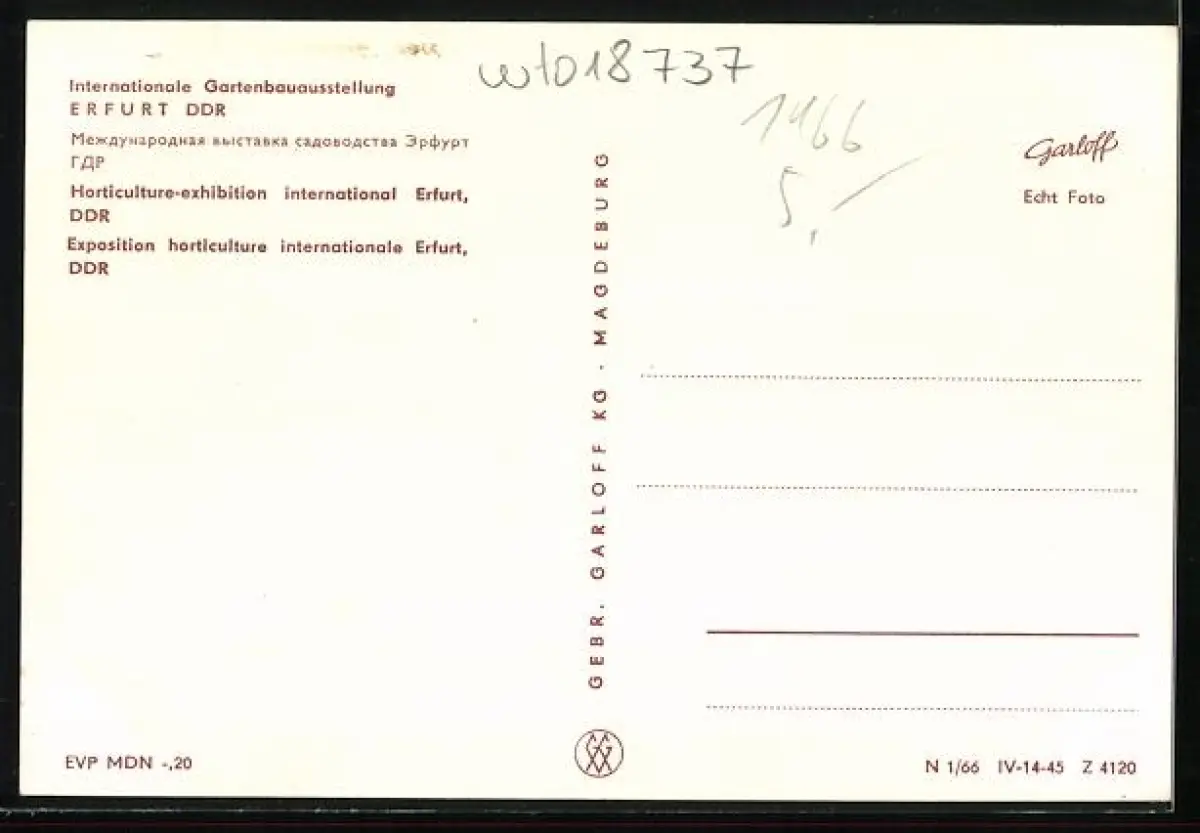 wto18737
1466
5,-
Internationale Gartenbauausstellung
ERFURT DDR
Международная выставка садоводства Эрфурт
ГДР
Horticulture-exhibition international Erfurt,
DDR
Exposition horticulture internationale Erfurt,
DDR
GEBR. GARLOFF KG - MAGDEBURG
Garloff
Echt Foto
EVP MDN -,20
N 1/66 IV-14-45 Z 4120